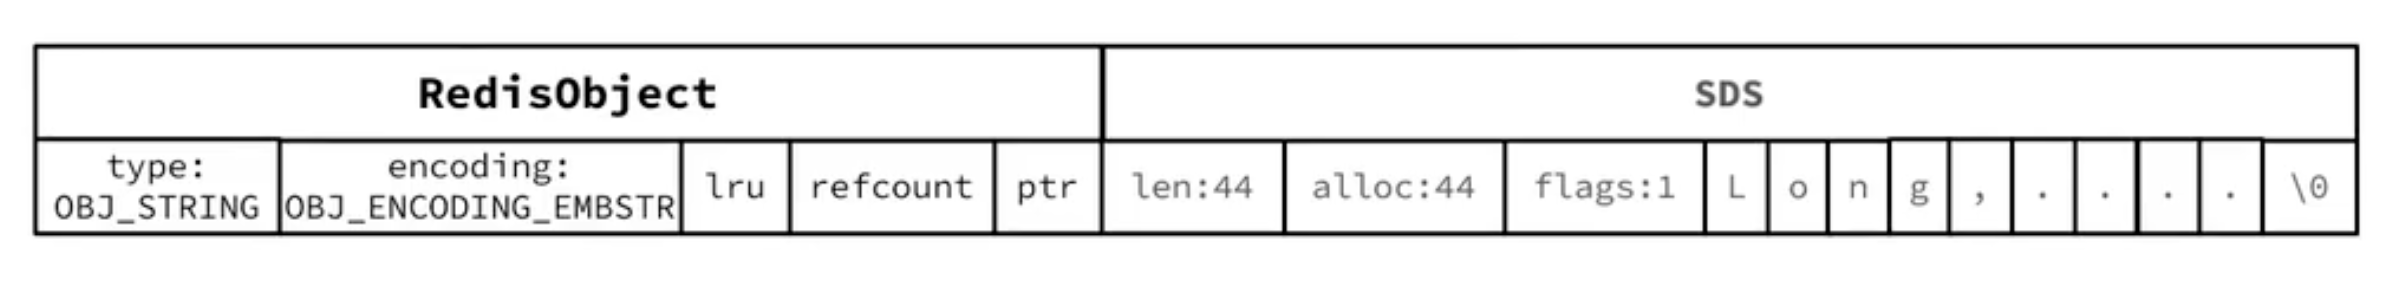 RedisObject SDS
type: encoding: lru refcount ptr len:44 alloc:44 flags:1 L o n g , . . . . \0
OBJ_STRING OBJ_ENCODING_EMBSTR